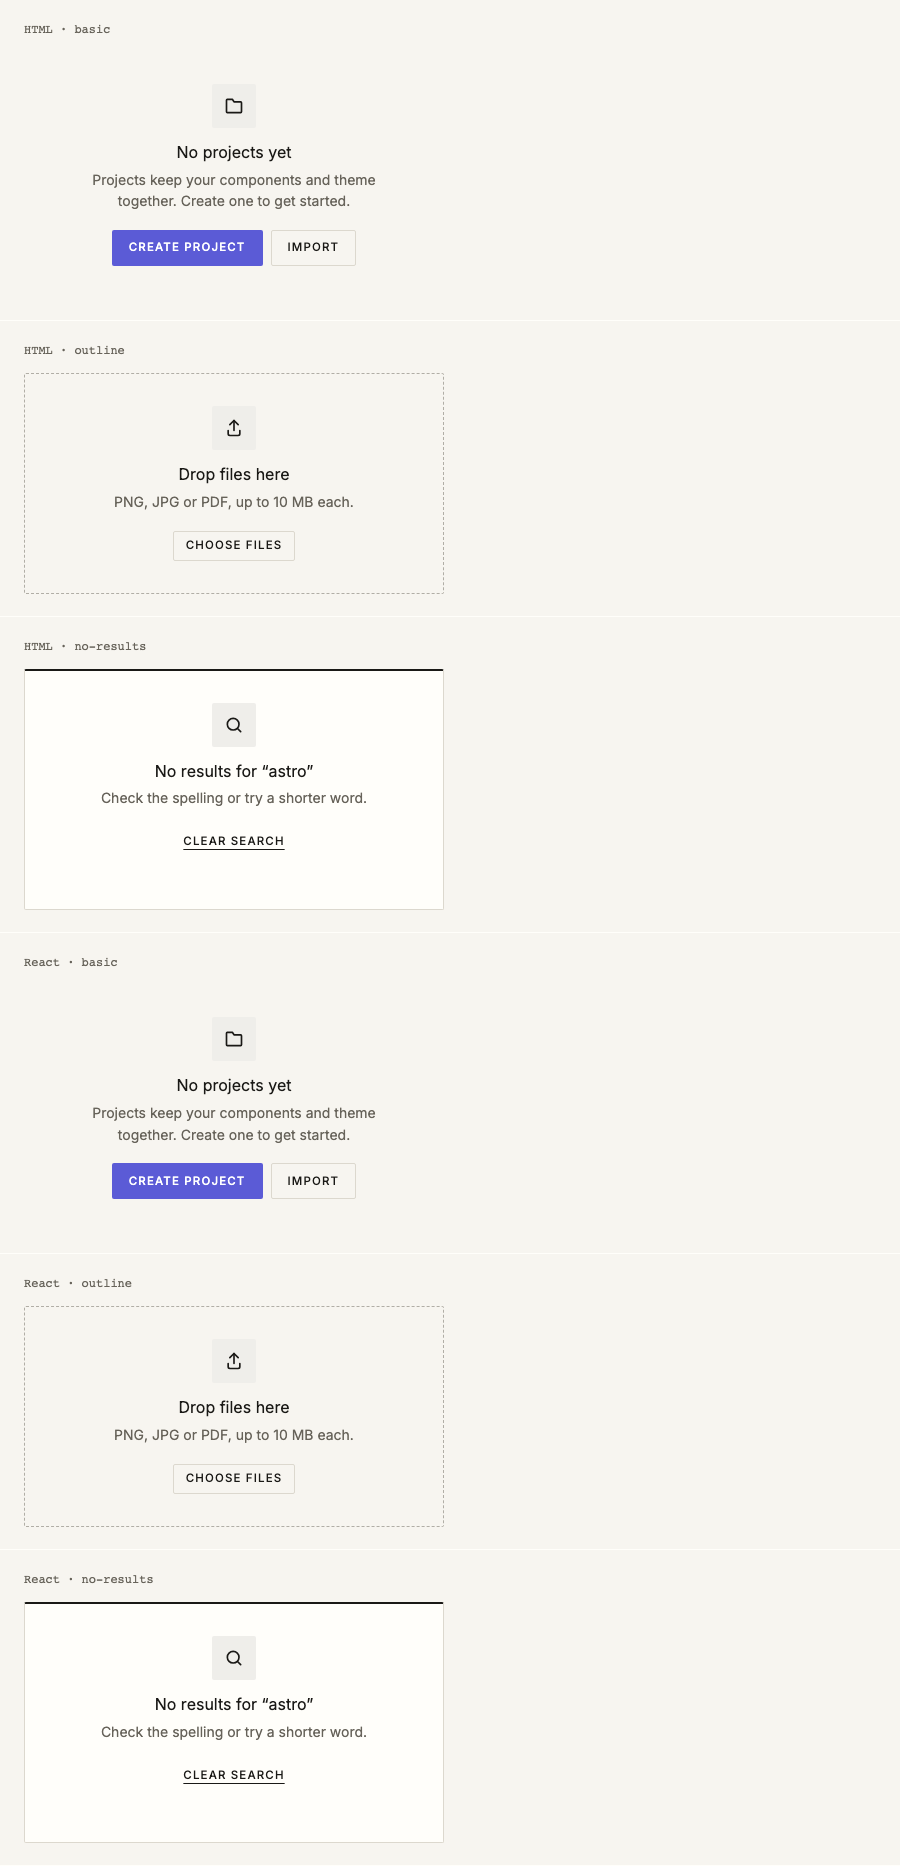 HTML · basic
No projects yet
Projects keep your components and theme
together. Create one to get started.
CREATE PROJECT IMPORT
HTML · outline
Drop files here
PNG, JPG or PDF, up to 10 MB each.
CHOOSE FILES
HTML · no-results
No results for “astro”
Check the spelling or try a shorter word.
CLEAR SEARCH
React · basic
No projects yet
Projects keep your components and theme
together. Create one to get started.
CREATE PROJECT IMPORT
React · outline
Drop files here
PNG, JPG or PDF, up to 10 MB each.
CHOOSE FILES
React · no-results
No results for “astro”
Check the spelling or try a shorter word.
CLEAR SEARCH